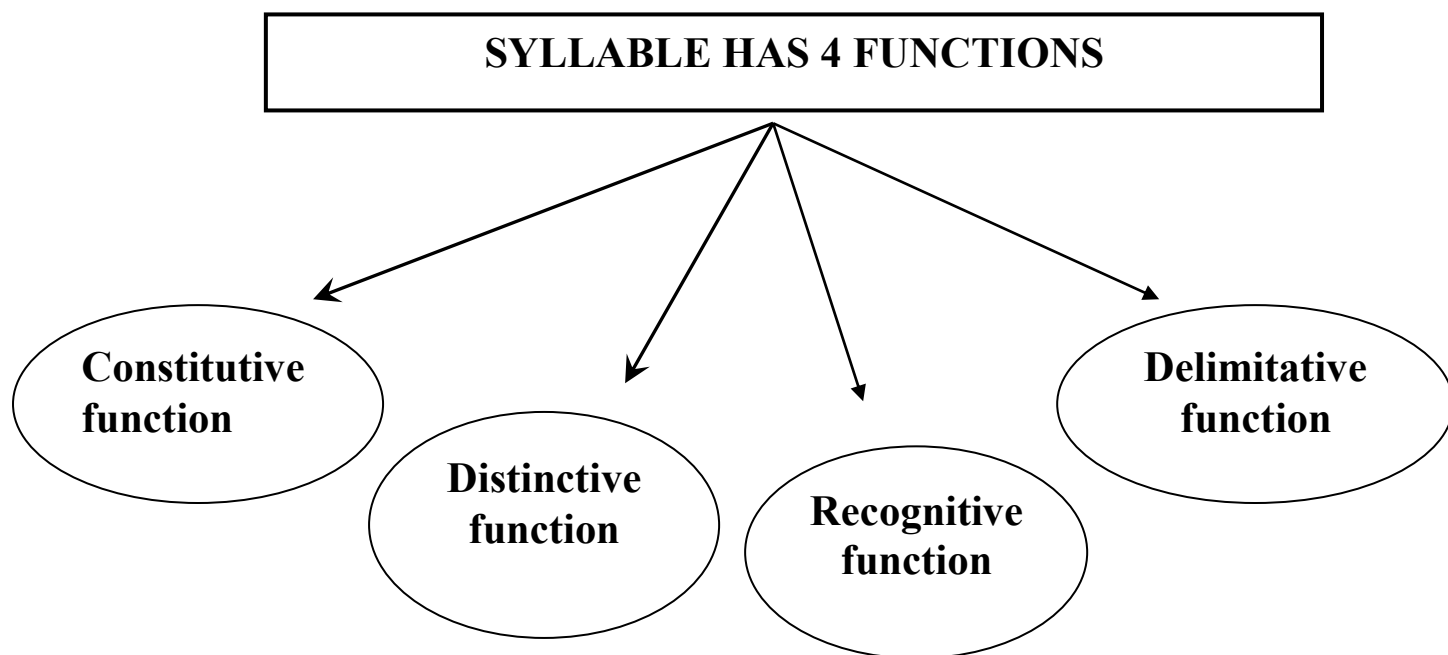 SYLLABLE HAS 4 FUNCTIONS
Constitutive
function
Distinctive
function
Recognitive
function
Delimitative
function